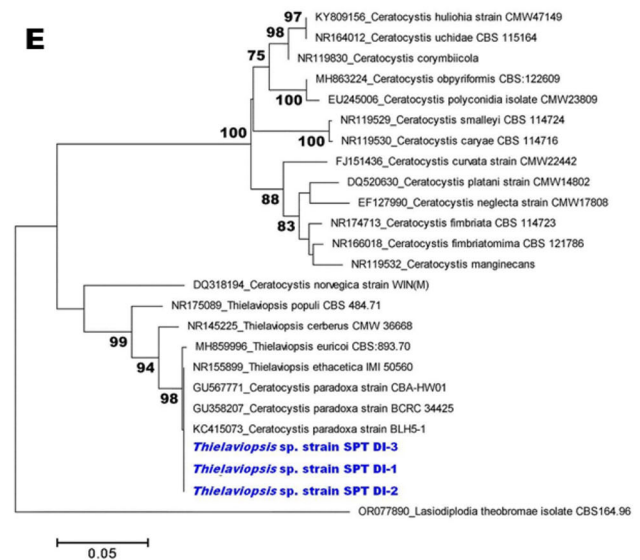 E
KY809156_Ceratocystis huliohia strain CMW47149
97
NR164012_Ceratocystis uchidae CBS 115164
98
NR119830_Ceratocystis corymbiicola
75
MH863224_Ceratocystis obpyriformis CBS:122609
100
EU245006_Ceratocystis polyconidia isolate CMW23809
NR119529_Ceratocystis smalleyi CBS 114724
100
100
NR119530_Ceratocystis caryae CBS 114716
FJ151436_Ceratocystis curvata strain CMW22442
DQ520630_Ceratocystis platani strain CMW14802
88
EF127990_Ceratocystis neglecta strain CMW17808
83
NR174713_Ceratocystis fimbriata CBS 114723
NR166018_Ceratocystis fimbriatomima CBS 121786
NR119532_Ceratocystis manginecans
DQ318194_Ceratocystis norvegica strain WIN(M)
NR175089_Thielaviopsis populi CBS 484.71
NR145225_Thielaviopsis cerberus CMW 36668
99
MH859996_Thielaviopsis euricoi CBS:893.70
94
NR155899_Thielaviopsis ethacetica IMI 50560
GU567771_Ceratocystis paradoxa strain CBA-HW01
98
GU358207_Ceratocystis paradoxa strain BCRC 34425
KC415073_Ceratocystis paradoxa strain BLH5-1
Thielaviopsis sp. strain SPT DI-3
Thielaviopsis sp. strain SPT DI-1
Thielaviopsis sp. strain SPT DI-2
OR077890_Lasiodiplodia theobromae isolate CBS164.96
0.05